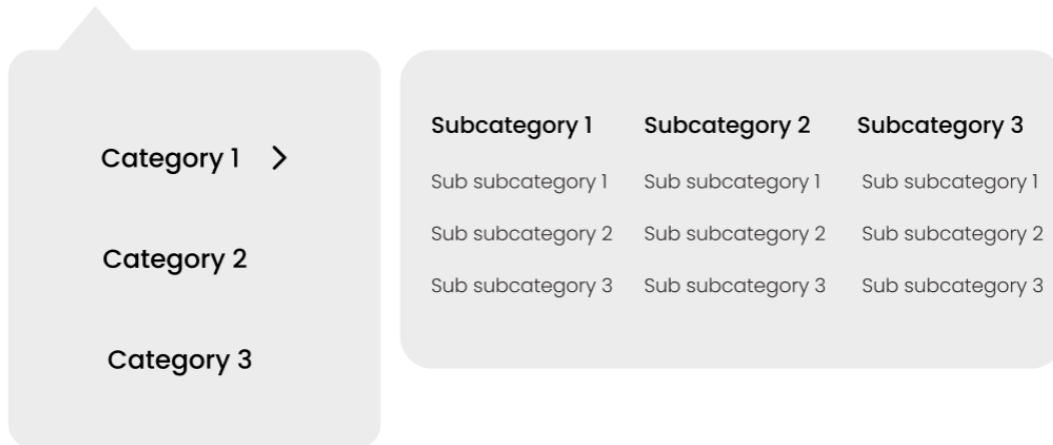 Category 1
Category 2
Category 3
Subcategory 1 Subcategory 2 Subcategory 3
Sub subcategory 1 Sub subcategory 1 Sub subcategory 1
Sub subcategory 2 Sub subcategory 2 Sub subcategory 2
Sub subcategory 3 Sub subcategory 3 Sub subcategory 3